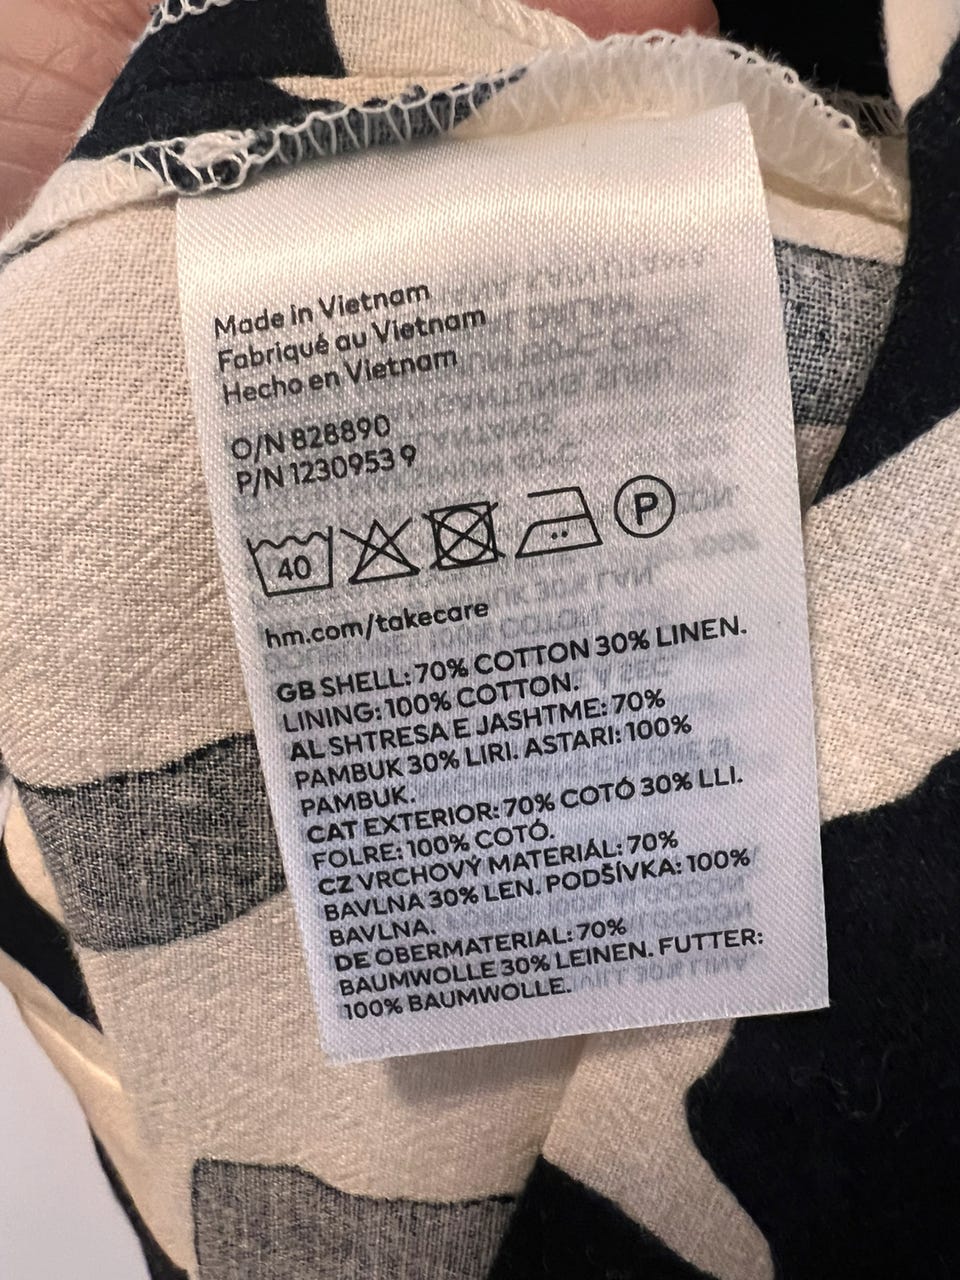 Made in Vietnam
Fabriqué au Vietnam
Hecho en Vietnam
O/N 828890
P/N 1230953 9
40
P
hm.com/takecare
GB SHELL: 70% COTTON 30% LINEN.
LINING: 100% COTTON.
AL SHTRESA E JASHTME: 70%
PAMBUK 30% LIRI. ASTARI: 100%
PAMBUK.
CAT EXTERIOR: 70% COTÓ 30% LLI.
FOLRE: 100% COTÓ.
CZ VRCHOVÝ MATERIÁL: 70%
BAVLNA 30% LEN. PODŠÍVKA: 100%
BAVLNA.
DE OBERMATERIAL: 70%
BAUMWOLLE 30% LEINEN. FUTTER:
100% BAUMWOLLE.